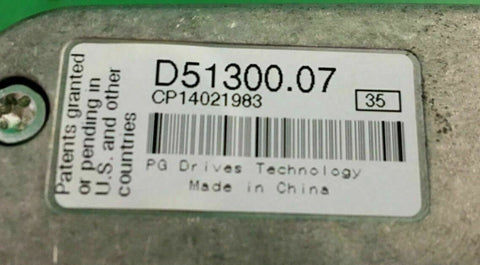 Patents granted
or pending in
U.S. and other
countries
D51300.07
CP14021983
35
PG Drives Technology
Made in China